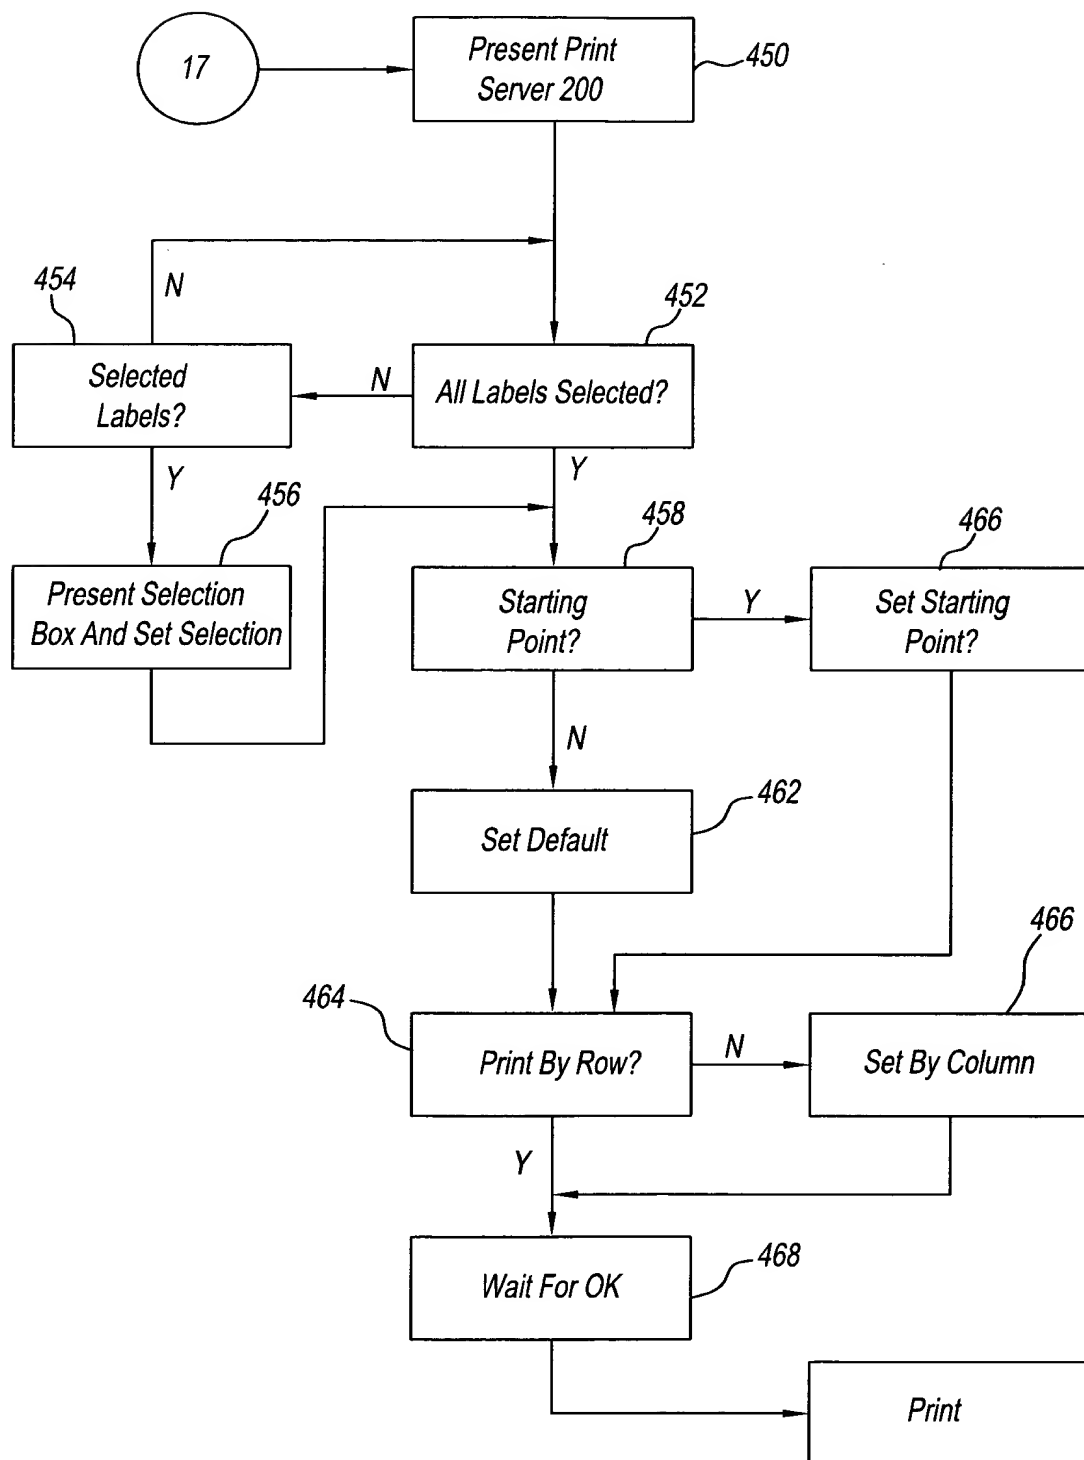 17
Present Print
Server 200
450
454
N
452
Selected
Labels?
N
All Labels Selected?
Y
456
Y
458
466
Present Selection
Box And Set Selection
Starting
Point?
Y
Set Starting
Point?
N
462
Set Default
466
464
Print By Row?
N
Set By Column
Y
468
Wait For OK
Print